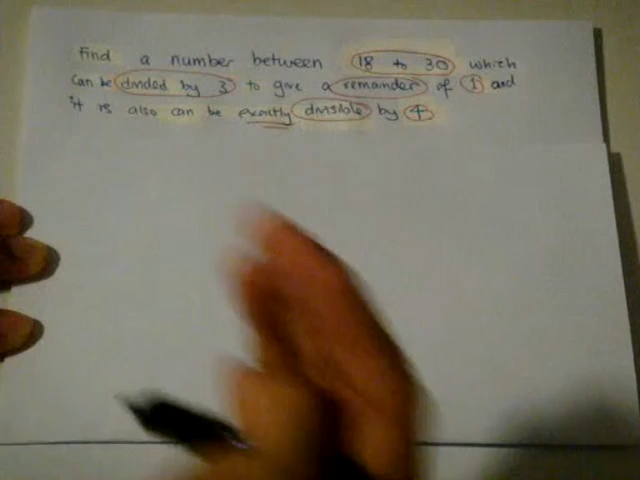 Find a number between 18 to 30 which
can be divided by 3 to give a remainder of 1 and
it is also can be exactly divisible by 4